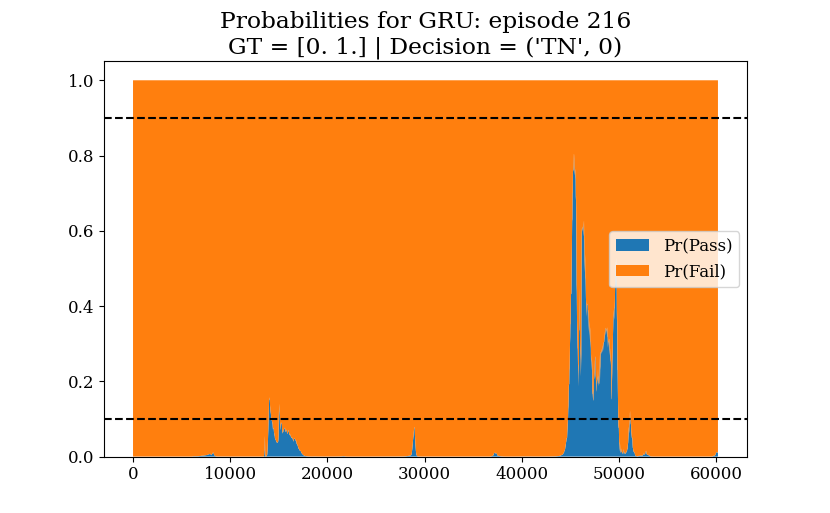 Probabilities for GRU: episode 216
GT = [0. 1.] | Decision = ('TN', 0)
1.0
0.8
0.6
0.4
0.2
0.0
Pr(Pass)
Pr(Fail)
0 10000 20000 30000 40000 50000 60000